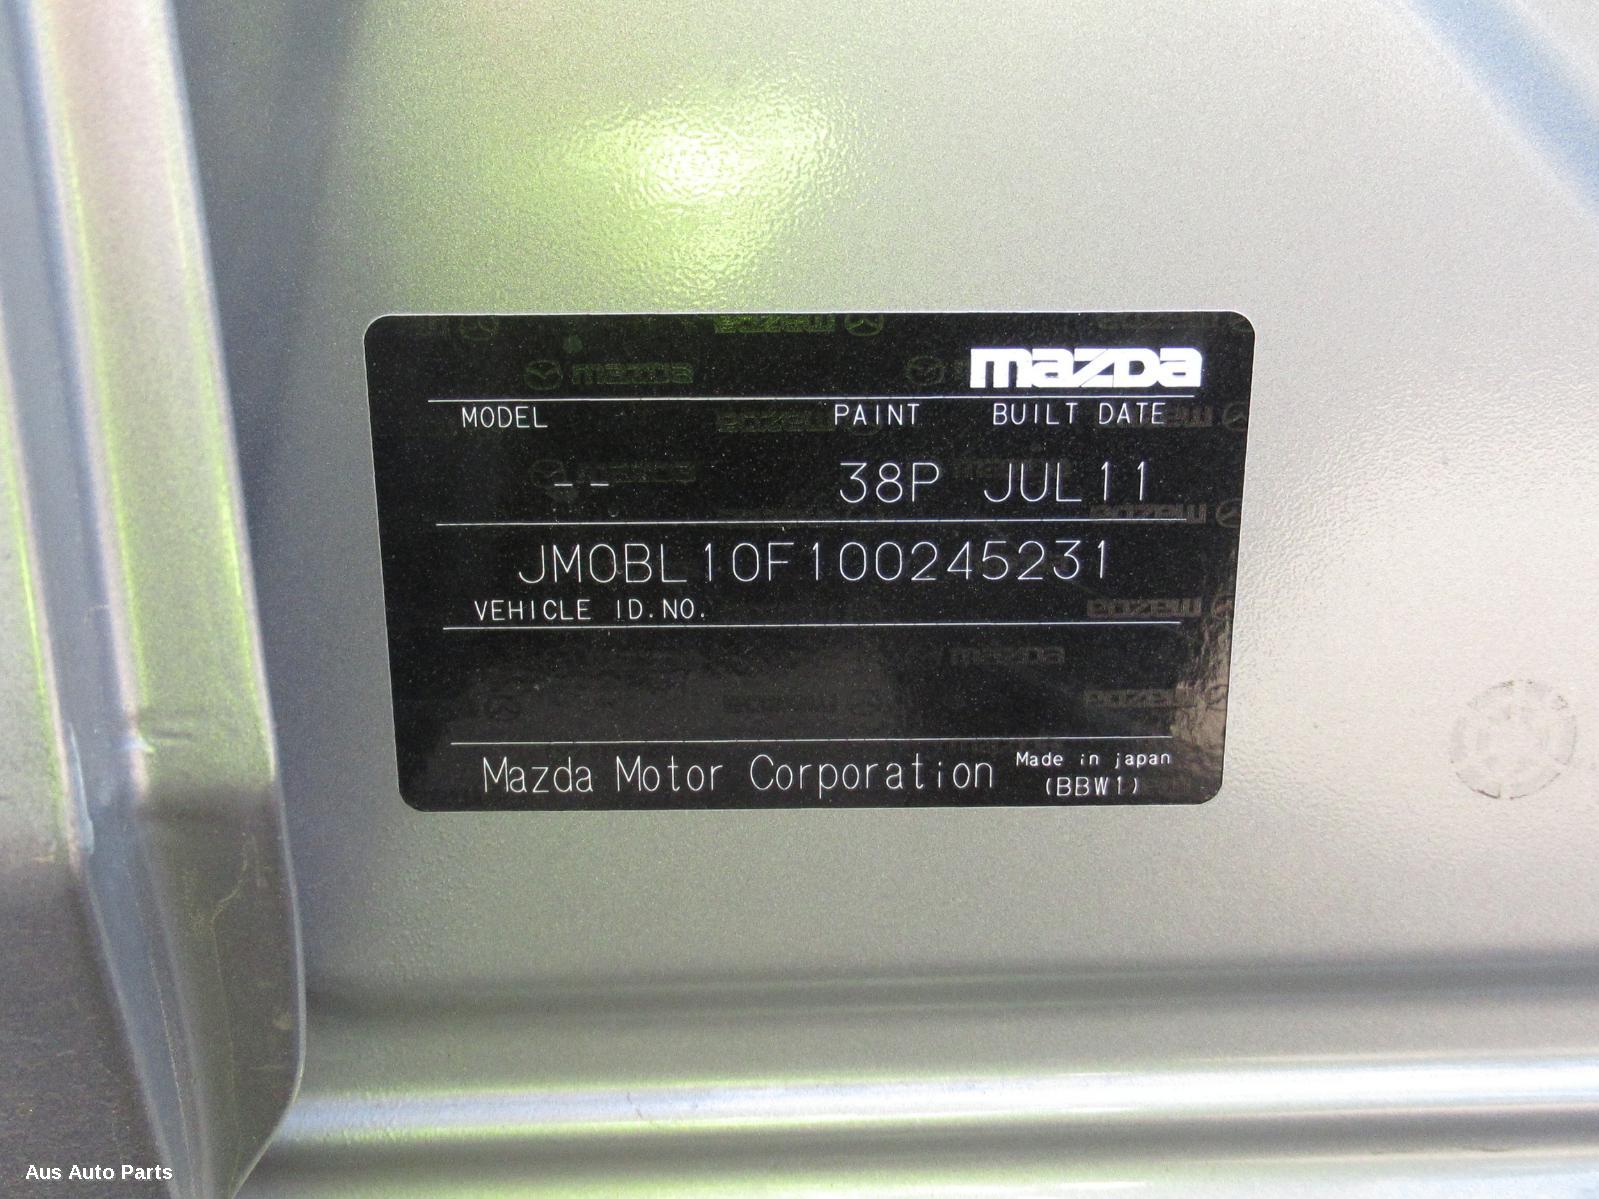 mazda
MODEL PAINT BUILT DATE
-- 38P JUL11
JM0BL10F100245231
VEHICLE ID.NO.
Mazda Motor Corporation Made in japan
(BBW1)
Aus Auto Parts